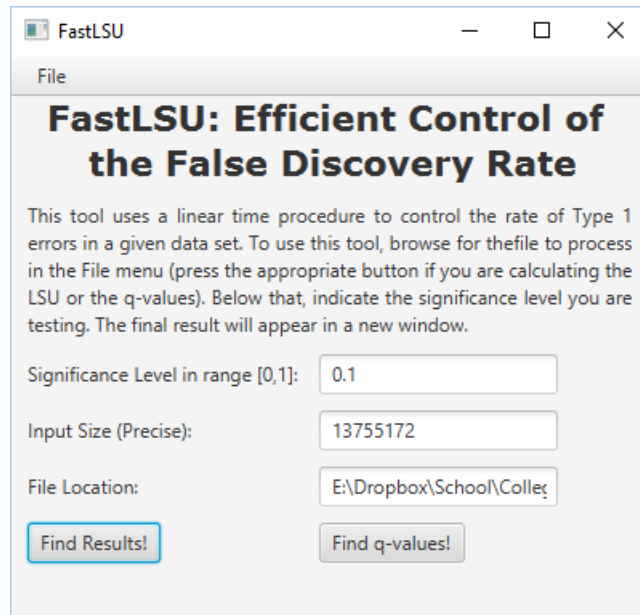 FastLSU
File
FastLSU: Efficient Control of
the False Discovery Rate
This tool uses a linear time procedure to control the rate of Type 1
errors in a given data set. To use this tool, browse for thefile to process
in the File menu (press the appropriate button if you are calculating the
LSU or the q-values). Below that, indicate the significance level you are
testing. The final result will appear in a new window.
Significance Level in range [0,1]: 0.1
Input Size (Precise): 13755172
File Location: E:\Dropbox\School\Colleg
Find Results! Find q-values!